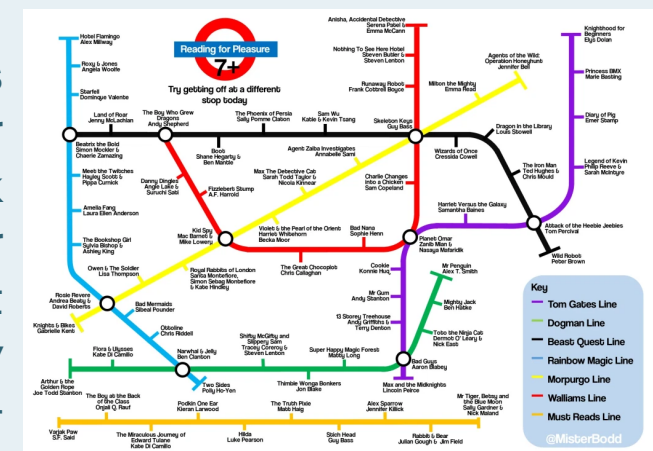 Hotel Flamingo
Alex Milway
Roxy & Jones
Angela Woolfe
Starfell
Dominque Valente
Reading for Pleasure
7+
Try getting off at a different
stop today
Anisha, Accidental Detective
Serena Patel &
Emma McCann
Nothing To See Here Hotel
Steven Butler &
Steven Lenton
Runaway Robot
Frank Cottrell Boyce
Agents of the Wild:
Operation Honeyhunt
Jennifer Bell
Milton the Mighty
Emma Read
Knighthood for
Beginners
Elys Dolan
Princess BMX
Marie Basting
Diary of Pig
Emer Stamp
Legend of Kevin
Philip Reeve &
Sarah McIntyre
Land of Roar
Jenny McLachlan
The Boy Who Grew
Dragons
Andy Shepherd
The Phoenix of Persia
Sally Pomme Clabon
Sam Wu
Katie & Kevin Tsang
Skeleton Keys
Guy Bass
Dragon in the Library
Louis Stowell
Beatrix the Bold
Simon Mockler &
Chaerle Zamazing
Boot
Shane Hegarty &
Ben Mantle
Agent Zaiba Investigates
Annabelle Sami
Wizards of Once
Cressida Cowell
The Iron Man
Ted Hughes &
Chris Mould
Meet the Twitches
Hayley Scott &
Pippa Curnick
Danny Dingles
Angie Lake &
Suruchi Sabi
Fizzlebert Stump
A.F. Harrold
Max The Detective Cat
Sarah Todd Taylor &
Nicola Kinnear
Charlie Changes
into a Chicken
Sam Copeland
Amelia Fang
Laura Ellen Anderson
Harriet Versus the Galaxy
Samantha Baines
Kid Spy
Mac Barnett &
Mike Lowery
Violet & the Pearl of the Orient
Harriet Whitehorn
Becka Moor
Bad Nana
Sophie Henn
Planet Omar
Zanib Mian &
Nasaya Mafaridik
Attack of the Heebie Jeebies
Tom Percival
The Bookshop Girl
Sylvia Bishop &
Ashley King
Wild Robot
Peter Brown
Owen & The Soldier
Lisa Thompson
Royal Rabbits of London
Santa Montefiore,
Simon Sebag Montefiore
& Kate Hindley
The Great Chocoplot
Chris Callaghan
Cookie
Konnie Huq
Mr Penguin
Alex T. Smith
Rosie Revere
Andrea Beaty &
David Roberts
Bad Mermaids
Sibeal Pounder
Mr Gum
Andy Stanton
Mighty Jack
Ben Hatke
Knights & Bikes
Gabrielle Kent
Ottoline
Chris Riddell
13 Storey Treehouse
Andy Griffiths &
Terry Denton
Toto the Ninja Cat
Dermot O' Leary &
Nick East
Flora & Ulysses
Kate Di Camillo
Narwhal & Jelly
Ben Clanton
Shifty McGifty and
Slippery Sam
Tracey Corderoy &
Steven Lenton
Super Happy Magic Forest
Matty Long
Bad Guys
Aaron Blabey
Arthur & the
Golden Rope
Joe Todd Stanton
Two Sides
Polly Ho-Yen
Thimble Wonga Bonkers
Jon Blake
Max and the Midknights
Lincoln Peirce
The Boy at the Back
of the Class
Onjali Q. Rauf
Podkin One Ear
Kieran Larwood
The Truth Pixie
Matt Haig
Alex Sparrow
Jennifer Killick
Mr Tiger, Betsy and
the Blue Moon
Sally Gardner &
Nick Maland
Varjak Paw
S.F. Said
The Miraculous Journey of
Edward Tulane
Kate Di Camillo
Hilda
Luke Pearson
Stich Head
Guy Bass
Rabbit & Bear
Julian Gough & Jim Field
Key
Tom Gates Line
Dogman Line
Beast Quest Line
Rainbow Magic Line
Morpurgo Line
Walliams Line
Must Reads Line
@MisterBodd